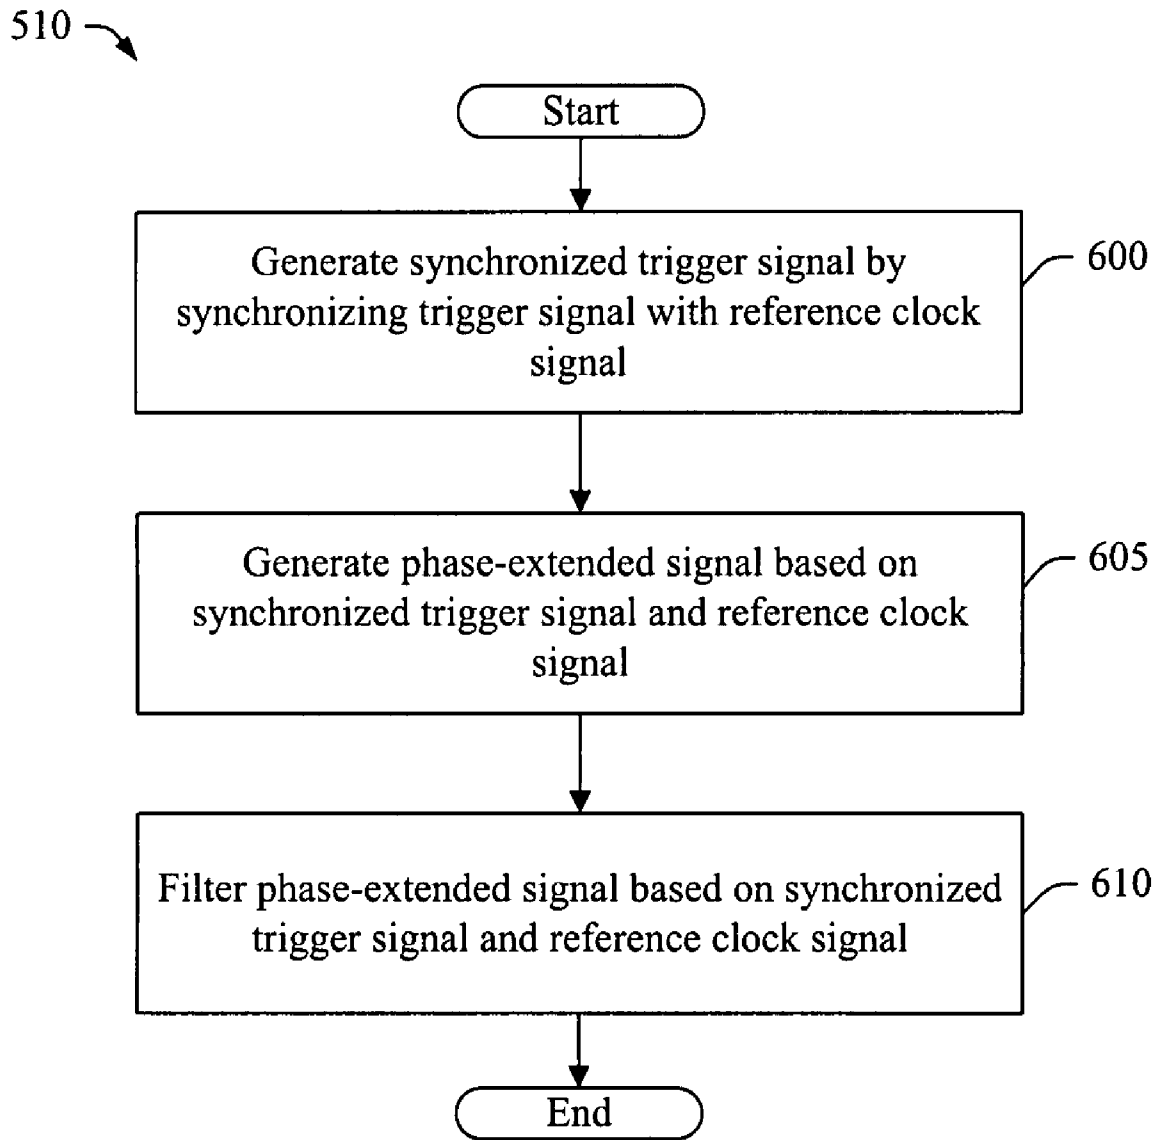 510
Start
Generate synchronized trigger signal by
synchronizing trigger signal with reference clock
signal
600
Generate phase-extended signal based on
synchronized trigger signal and reference clock
signal
605
Filter phase-extended signal based on synchronized
trigger signal and reference clock signal
610
End